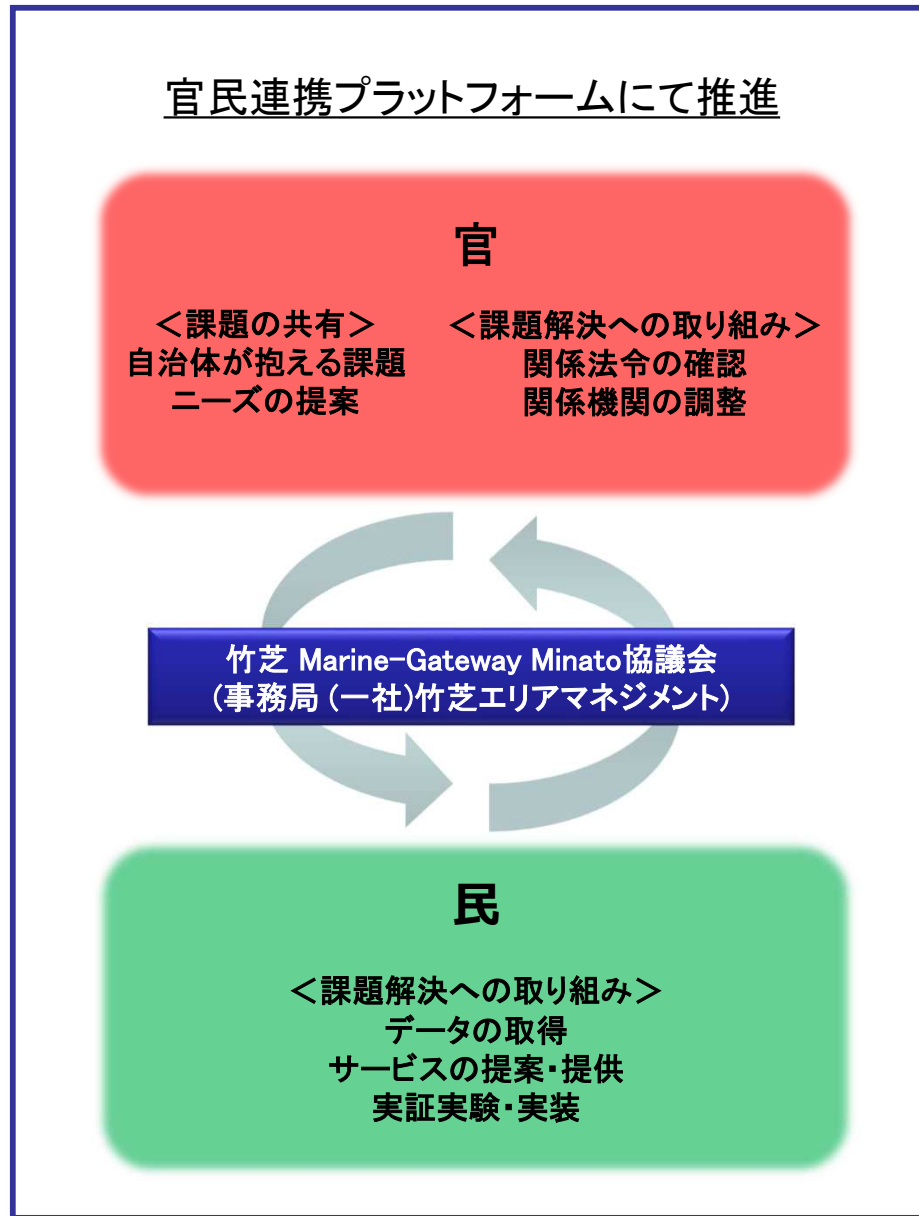 官民連携プラットフォームにて推進
官
＜課題の共有＞
自治体が抱える課題
ニーズの提案
＜課題解決への取り組み＞
関係法令の確認
関係機関の調整
竹芝 Marine-Gateway Minato協議会
(事務局 (一社)竹芝エリアマネジメント)
民
＜課題解決への取り組み＞
データの取得
サービスの提案・提供
実証実験・実装